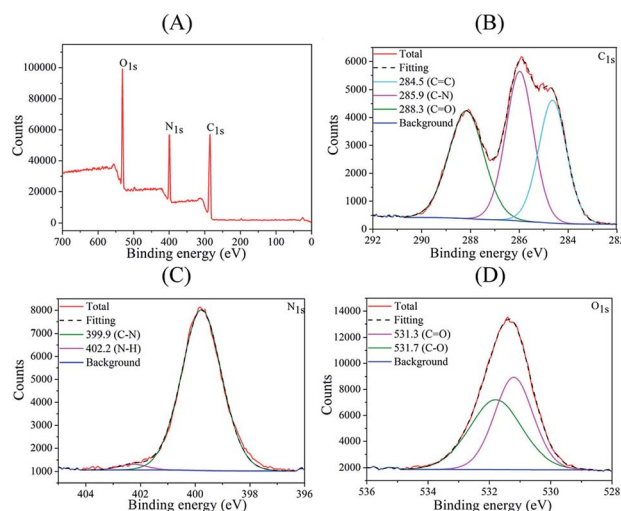 (A)
O1s
N1s
C1s
Counts
100000
80000
60000
40000
20000
0
700 600 500 400 300 200 100 0
Binding energy (eV)
(B)
C1s
Total
Fitting
284.5 (C=C)
285.9 (C-N)
288.3 (C=O)
Background
Counts
6000
5000
4000
3000
2000
1000
0
292 290 288 286 284 282
Binding energy (eV)
(C)
N1s
Total
Fitting
399.9 (C-N)
402.2 (N-H)
Background
Counts
8000
7000
6000
5000
4000
3000
2000
1000
404 402 400 398 396
Binding energy (eV)
(D)
O1s
Total
Fitting
531.3 (C=O)
531.7 (C-O)
Background
Counts
14000
12000
10000
8000
6000
4000
2000
536 534 532 530 528
Binding energy (eV)